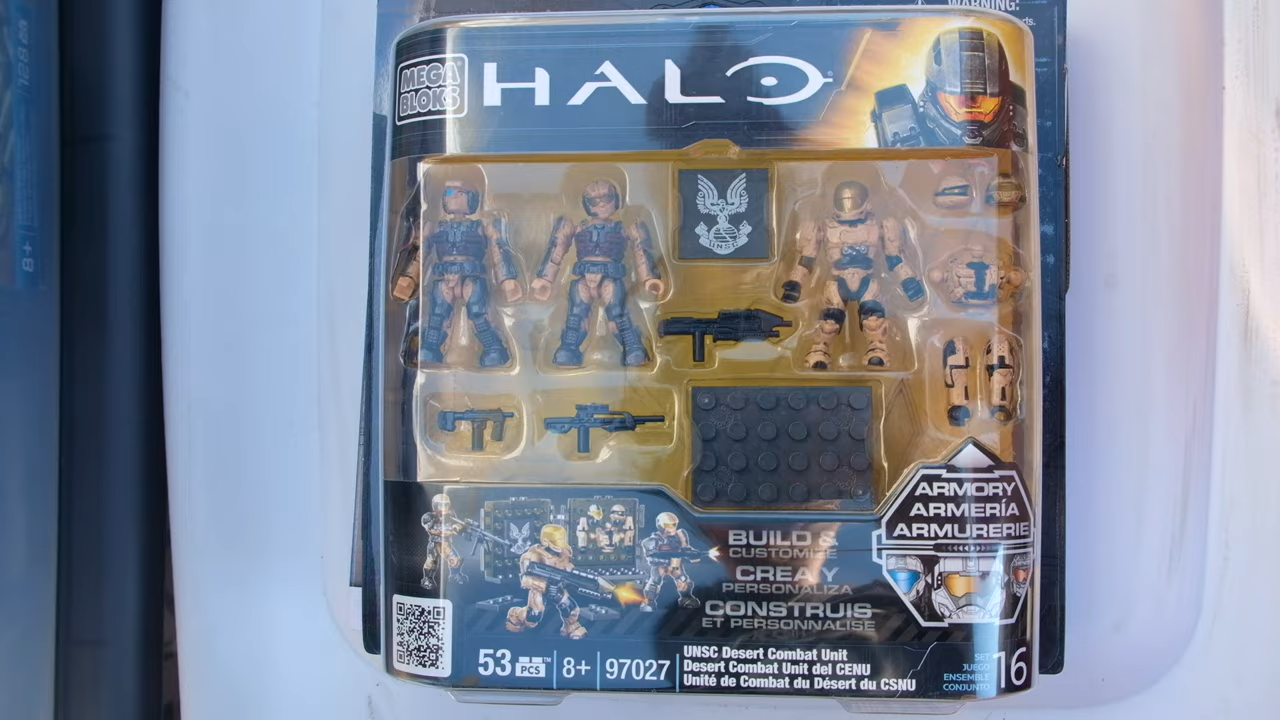 WARNING:
rts.
MEGA
BLOKS
HALO
UNSC
ARMORY
ARMERÍA
ARMURERIE
BUILD &
CUSTOMIZE
CREA Y
PERSONALIZA
CONSTRUIS
ET PERSONNALISE
53 PCS™ 8+ 97027
UNSC Desert Combat Unit
Desert Combat Unit del CENU
Unité de Combat du Désert du CSNU
SET
JUEGO
ENSEMBLE
CONJUNTO
16
8+